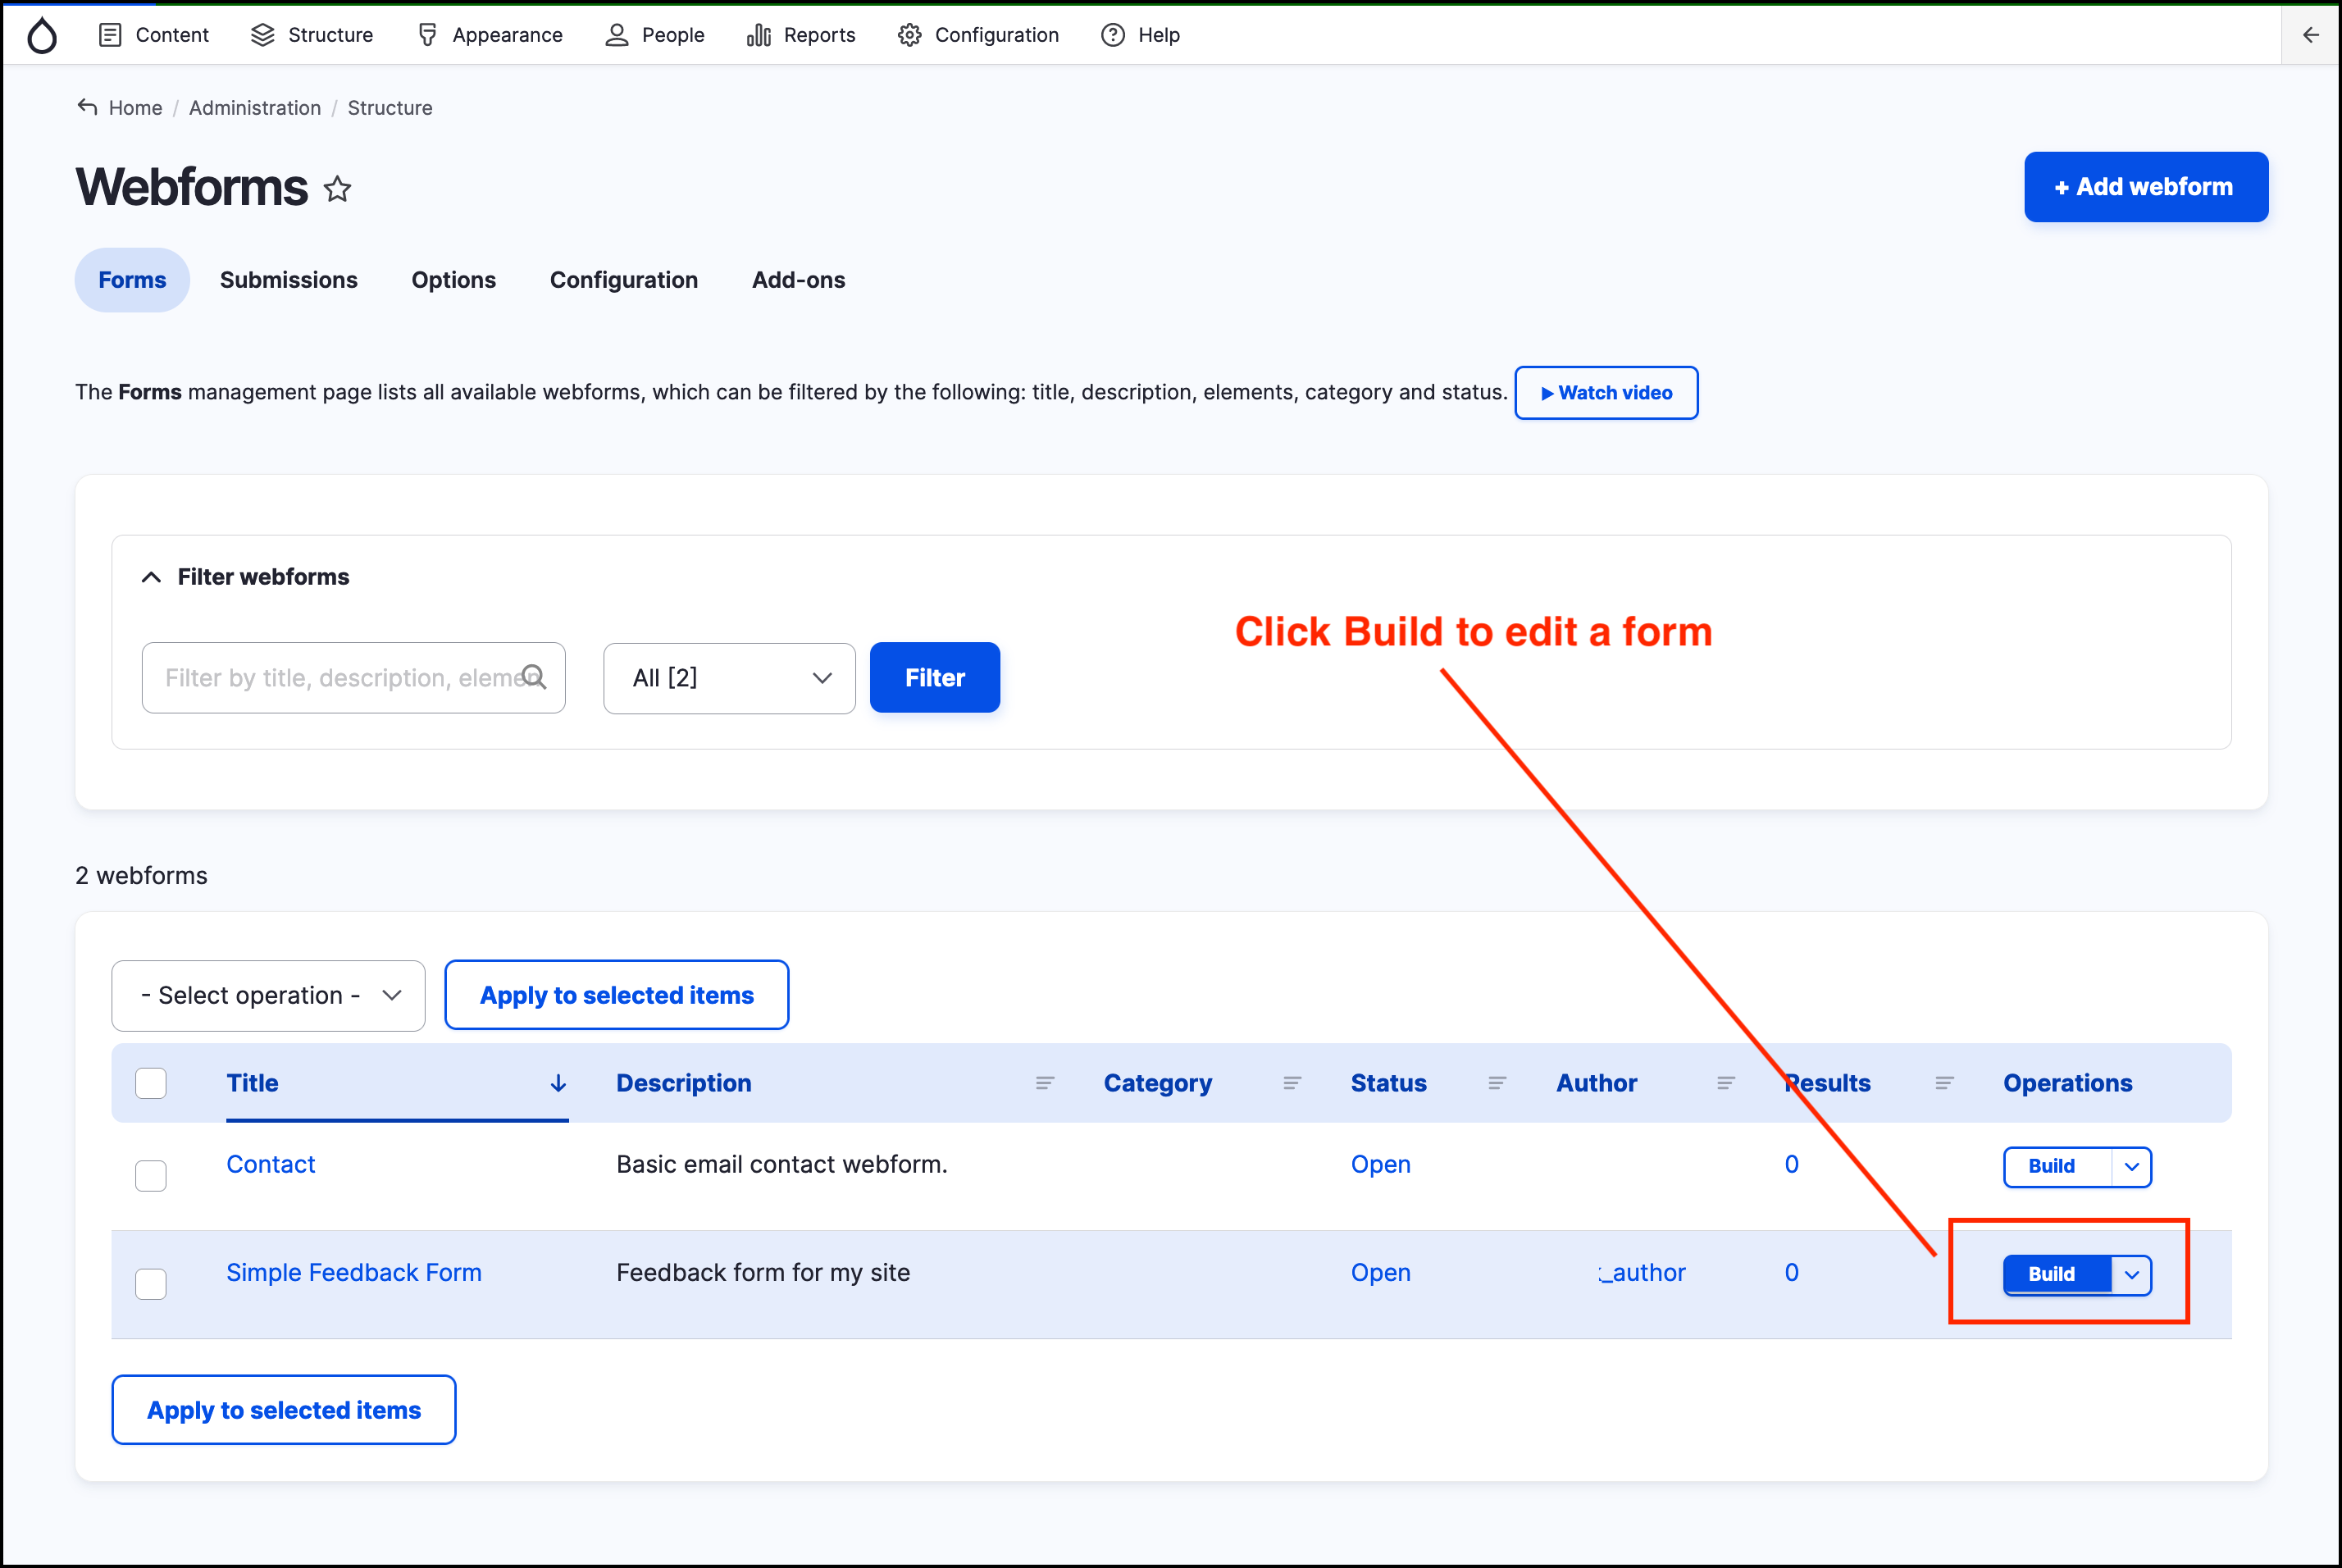 Content Structure Appearance People Reports Configuration Help
Home / Administration / Structure
Webforms
+ Add webform
Forms Submissions Options Configuration Add-ons
The Forms management page lists all available webforms, which can be filtered by the following: title, description, elements, category and status. Watch video
Filter webforms
Click Build to edit a form
Filter by title, description, elemen All [2] Filter
2 webforms
- Select operation - Apply to selected items
Title Description Category Status Author Results Operations
Contact Basic email contact webform. Open 0 Build
Simple Feedback Form Feedback form for my site Open _author 0 Build
Apply to selected items